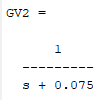 GV2 =
1
---------
s + 0.075